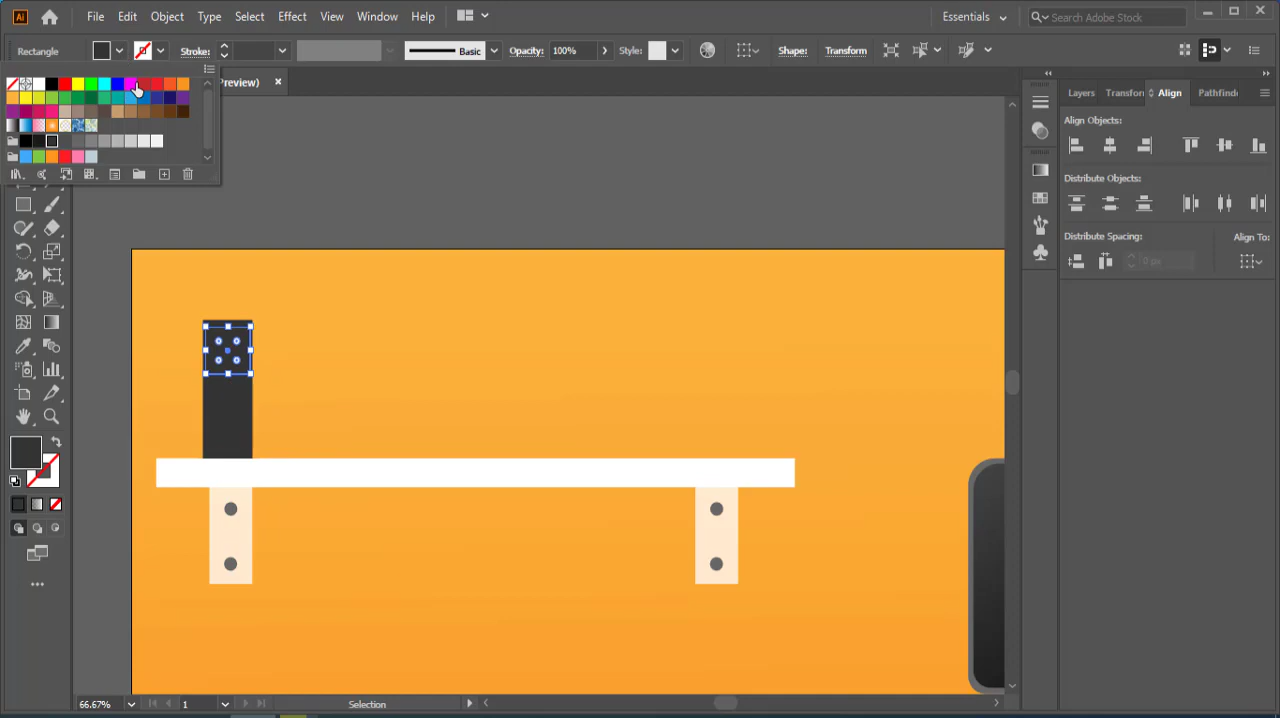 Ai File Edit Object Type Select Effect View Window Help Essentials Search Adobe Stock
Rectangle Stroke: Basic Opacity: 100% Style: Shape: Transform
review) × Layers Transforn Align Pathfind
Align Objects:
Distribute Objects:
Distribute Spacing: Align To:
0 px
66.67% 1 Selection